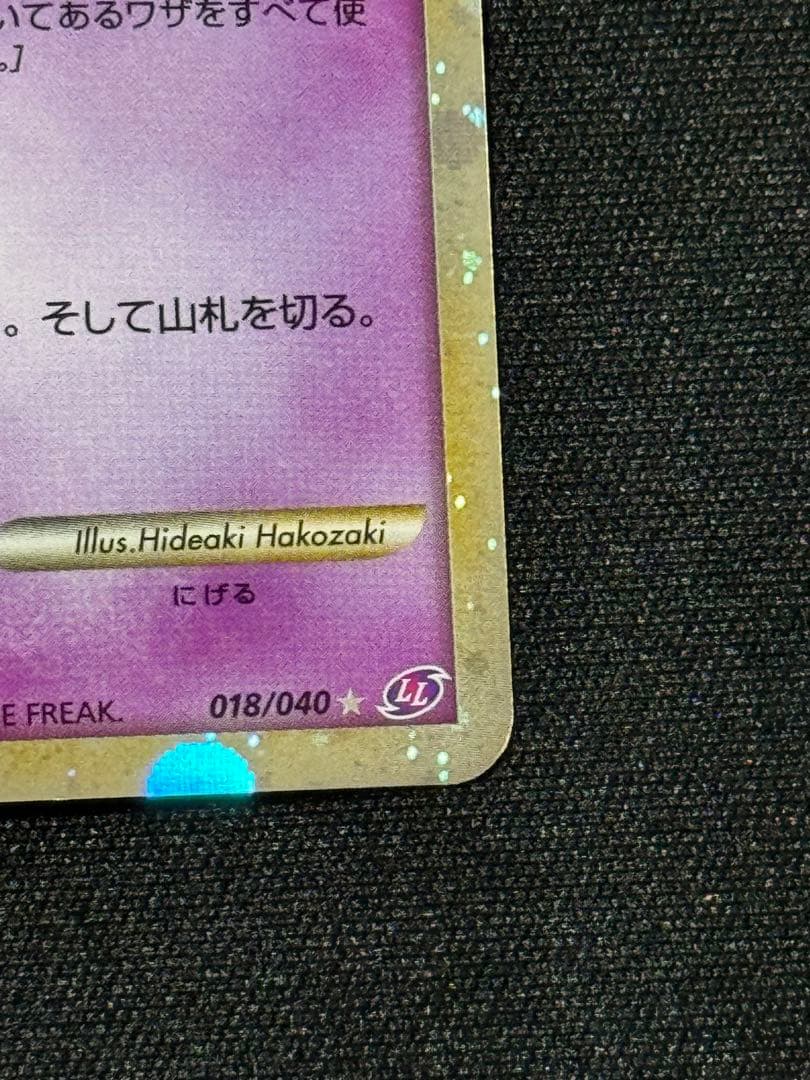 いてあるワザをすべて使
。］
。そして山札を切る。
Illus.Hideaki Hakozaki
にげる
E FREAK.
018/040 ★ LL